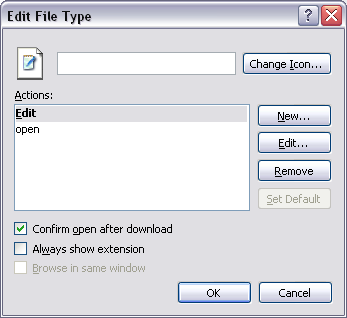 Edit File Type
?
Change Icon...
Actions:
Edit
open
New...
Edit...
Remove
Set Default
Confirm open after download
Always show extension
Browse in same window
OK
Cancel